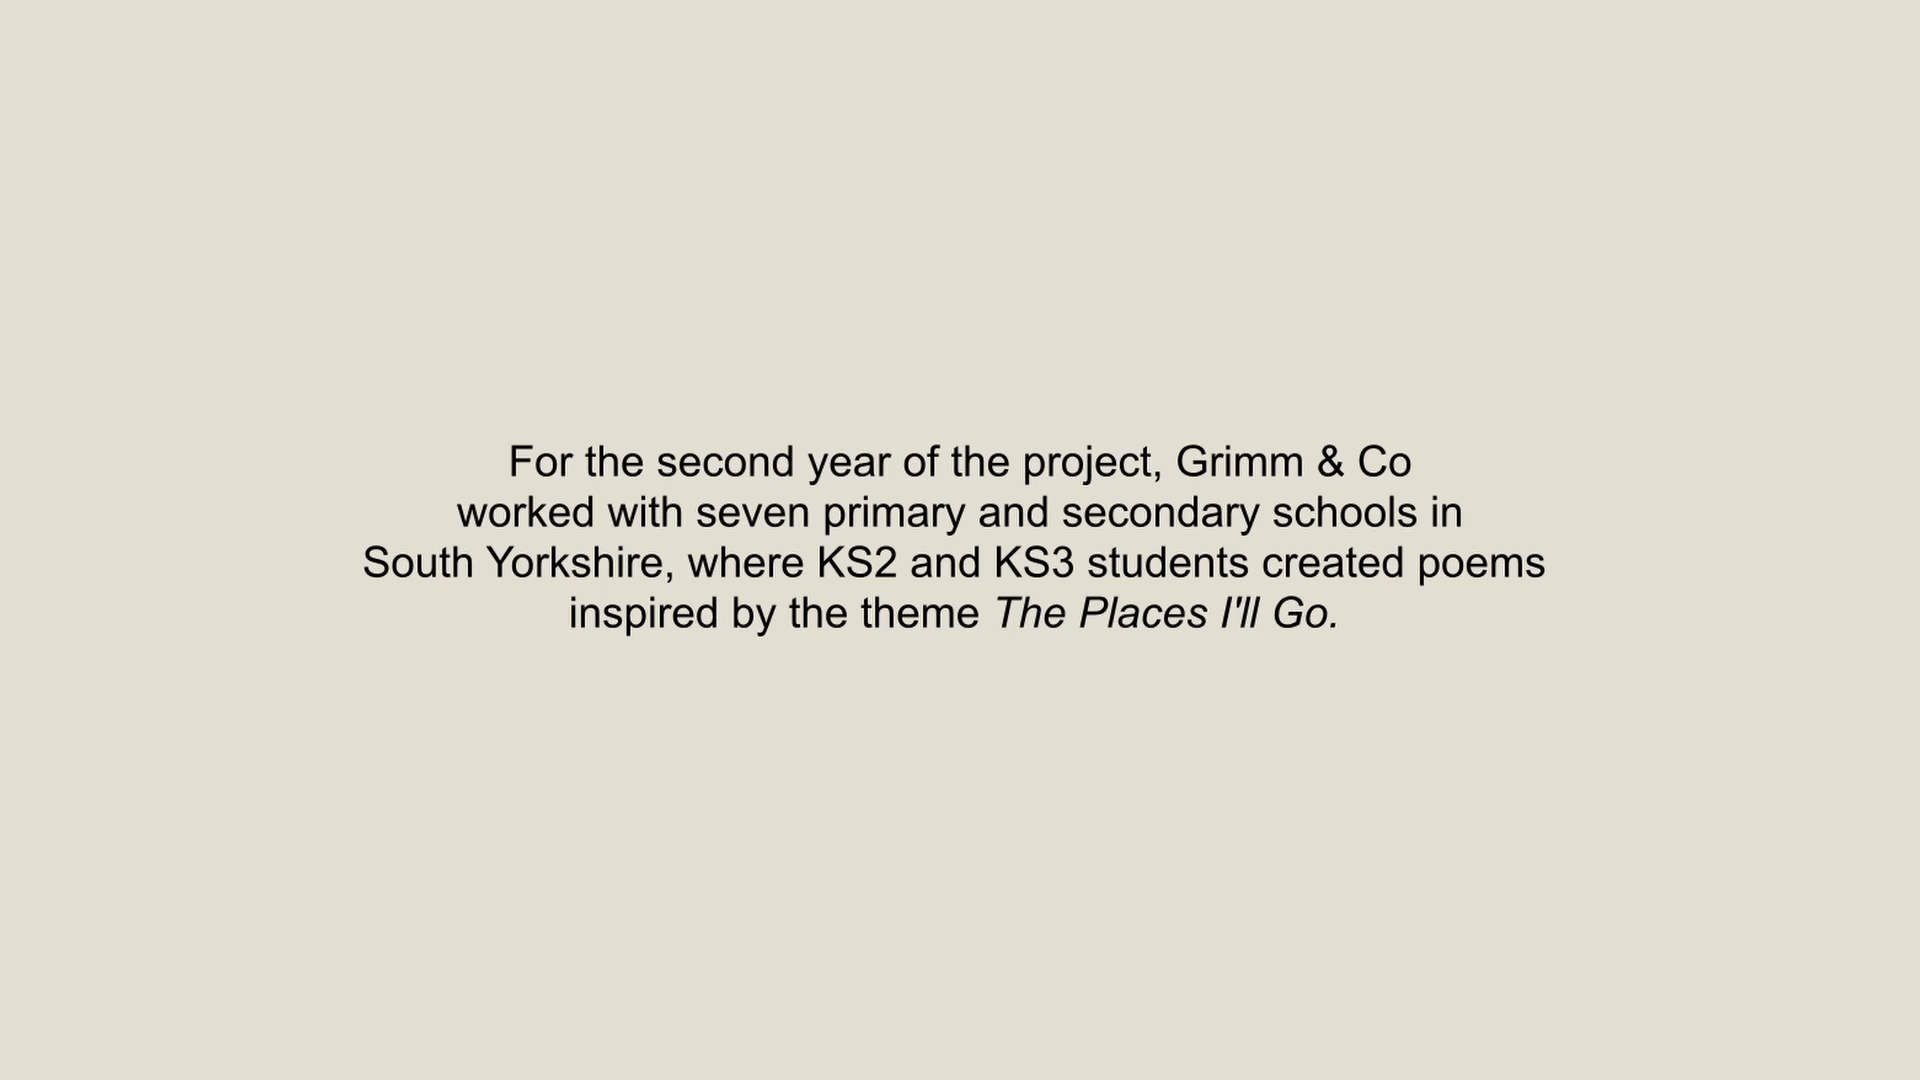 For the second year of the project, Grimm & Co
worked with seven primary and secondary schools in
South Yorkshire, where KS2 and KS3 students created poems
inspired by the theme The Places I'll Go.